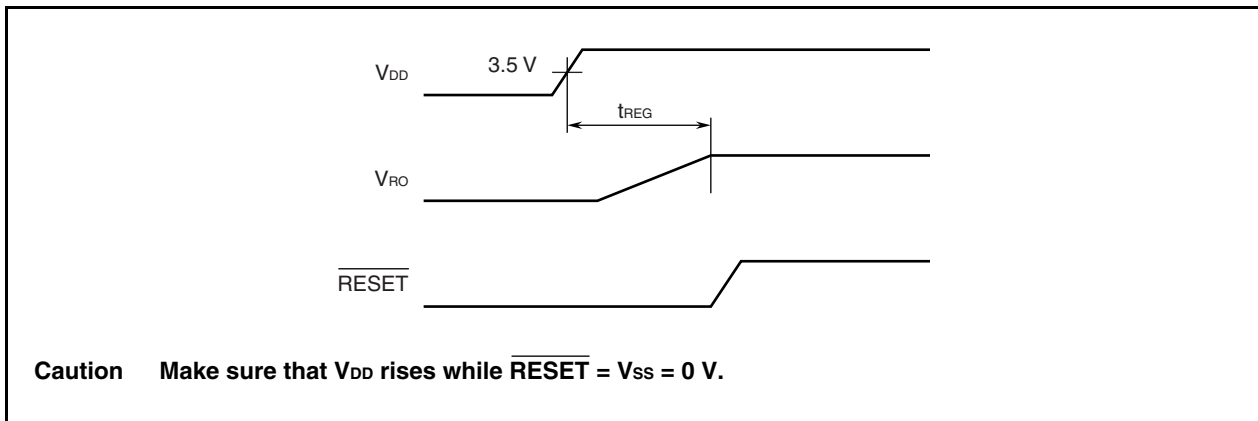 VDD
3.5 V
tREG
VRO
RESET
Caution Make sure that VDD rises while RESET = VSS = 0 V.